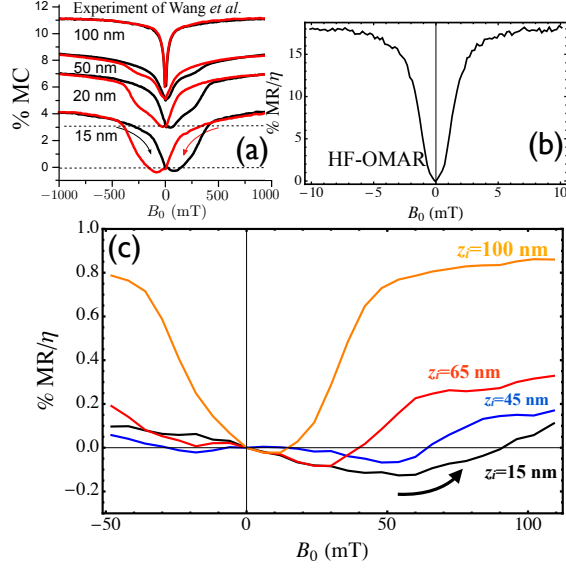 Experiment of Wang et al.
100 nm
50 nm
20 nm
15 nm
(a)
% MC
12
10
8
6
4
2
0
−1000 −500 0 500 1000
B₀ (mT)
(b)
HF-OMAR
% MR/η
15
10
5
0
-10 -5 0 5 10
B₀ (mT)
(c)
zᵢ=100 nm
zᵢ=65 nm
zᵢ=45 nm
zᵢ=15 nm
% MR/η
1.0
0.8
0.6
0.4
0.2
0.0
-0.2
-50 0 50 100
B₀ (mT)